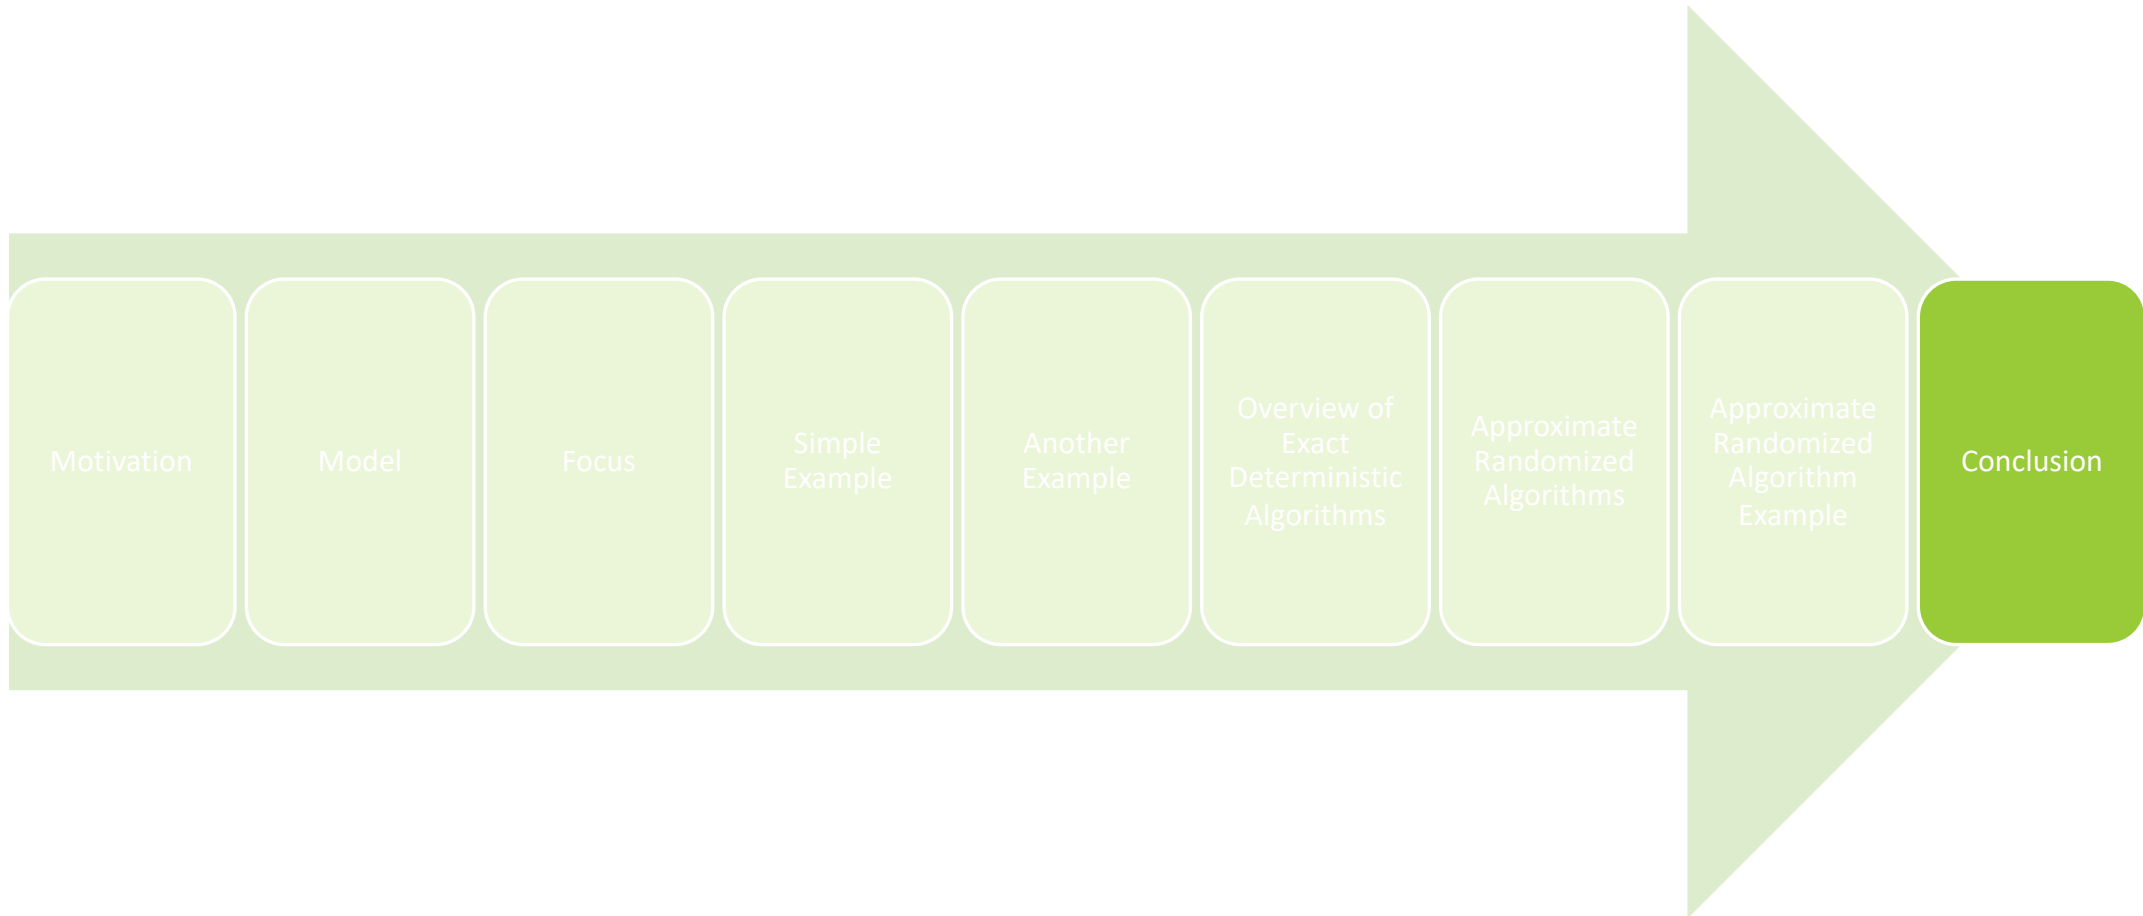 Motivation
Model
Focus
Simple
Example
Another
Example
Overview of
Exact
Deterministic
Algorithms
Approximate
Randomized
Algorithms
Approximate
Randomized
Algorithm
Example
Conclusion